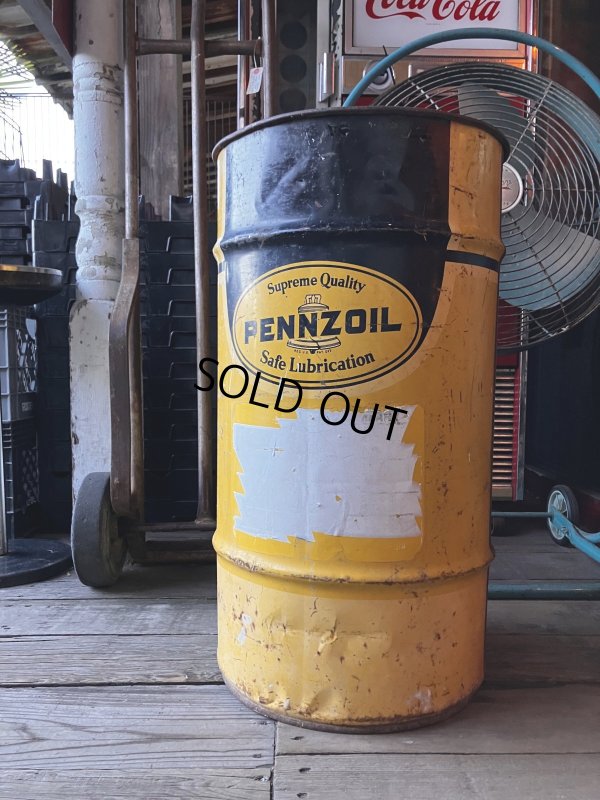 Coca-Cola
Supreme Quality
PENNZOIL
Safe Lubrication
SOLD OUT